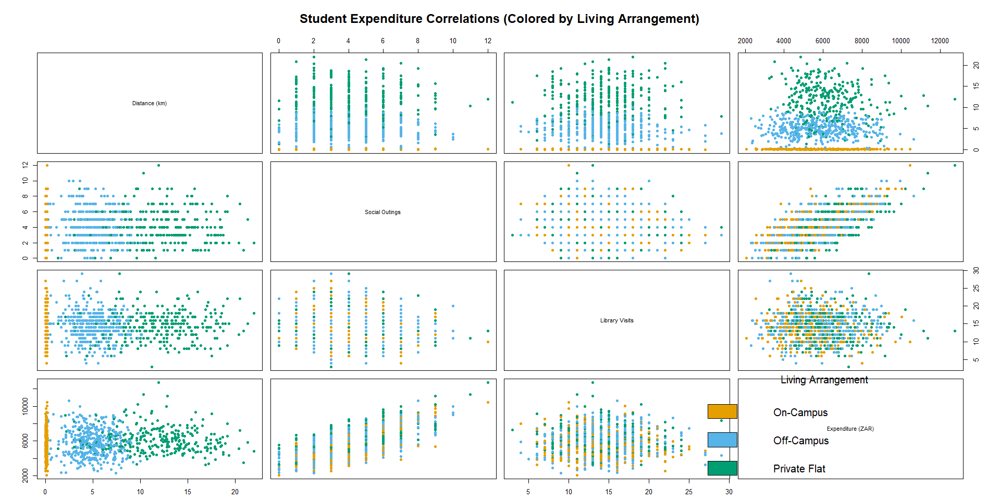 Student Expenditure Correlations (Colored by Living Arrangement)
0 2 4 6 8 10 12
2000 4000 6000 8000 10000 12000
Distance (km)
0 5 10 15 20
0 2 4 6 8 10 12
Social Outings
Library Visits
5 10 15 20 25 30
2000 6000 10000
Living Arrangement
On-Campus
Expenditure (ZAR)
Off-Campus
Private Flat
0 5 10 15 20
5 10 15 20 25 30